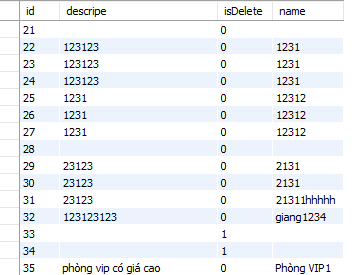 id descripe isDelete name
21 0
22 123123 0 1231
23 123123 0 1231
24 123123 0 1231
25 1231 0 12312
26 1231 0 12312
27 1231 0 12312
28 0
29 23123 0 2131
30 23123 0 2131
31 23123 0 21311hhhhh
32 123123123 0 giang1234
33 1
34 1
35 phòng vip có giá cao 0 Phòng VIP1